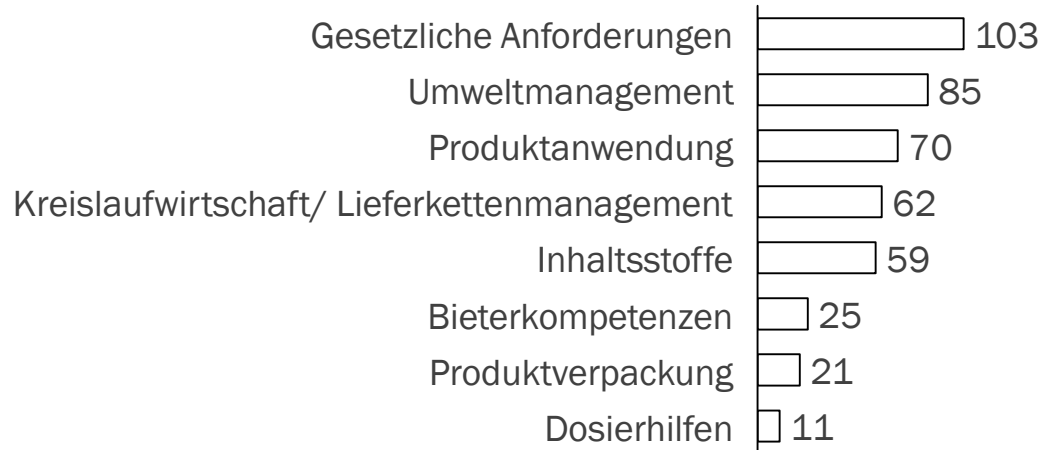 Gesetzliche Anforderungen 103
Umweltmanagement 85
Produktanwendung 70
Kreislaufwirtschaft/ Lieferkettenmanagement 62
Inhaltsstoffe 59
Bieterkompetenzen 25
Produktverpackung 21
Dosierhilfen 11